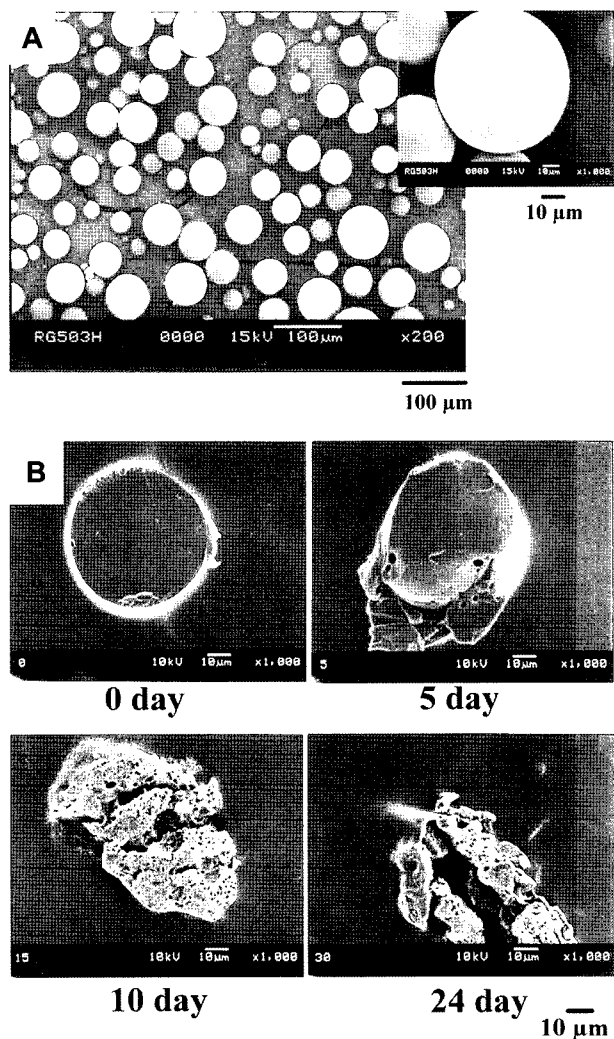 A
RG503H 0000 15kV 10µm x1,000
10 µm
RG503H 0000 15kV 100µm x200
100 µm
B
0 10kV 10µm x1,000
5 10kV 10µm x1,000
0 day
5 day
15 10kV 10µm x1,000
30 10kV 10µm x1,000
10 day
24 day
10 µm